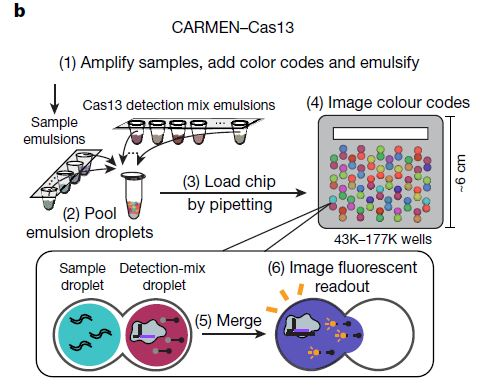 b
CARMEN–Cas13
(1) Amplify samples, add color codes and emulsify
Sample
emulsions
Cas13 detection mix emulsions
...
...
(2) Pool
emulsion droplets
(3) Load chip
by pipetting
(4) Image colour codes
~6 cm
43K–177K wells
Sample
droplet
Detection-mix
droplet
(5) Merge
(6) Image fluorescent
readout